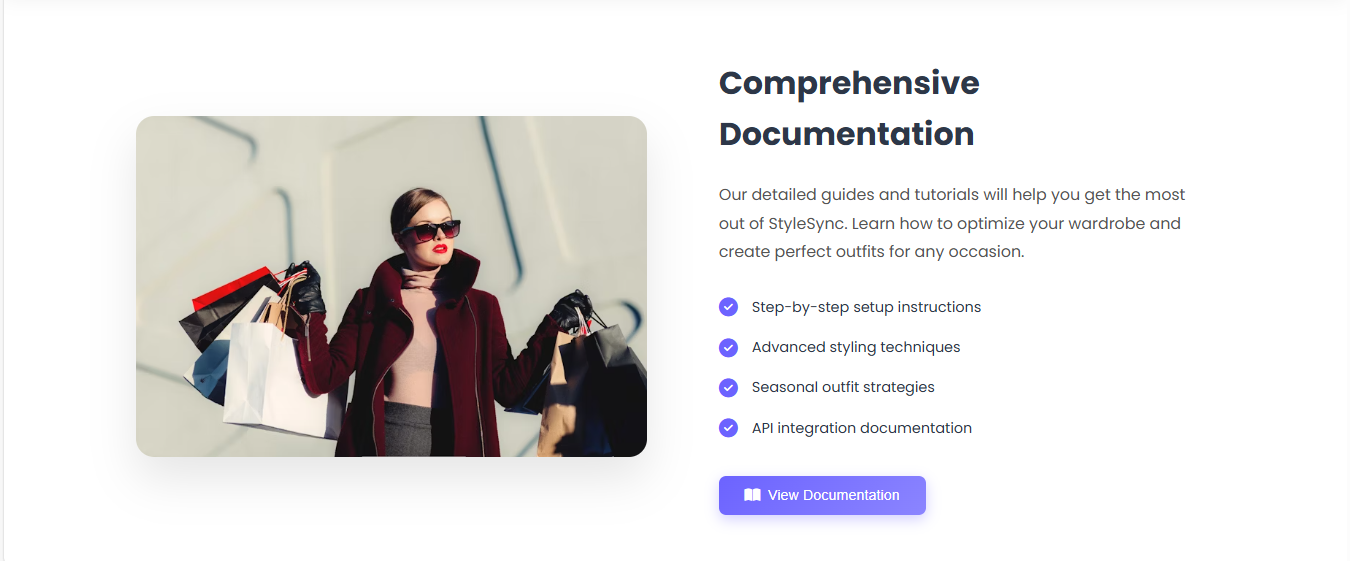 Comprehensive
Documentation
Our detailed guides and tutorials will help you get the most
out of StyleSync. Learn how to optimize your wardrobe and
create perfect outfits for any occasion.
Step-by-step setup instructions
Advanced styling techniques
Seasonal outfit strategies
API integration documentation
View Documentation